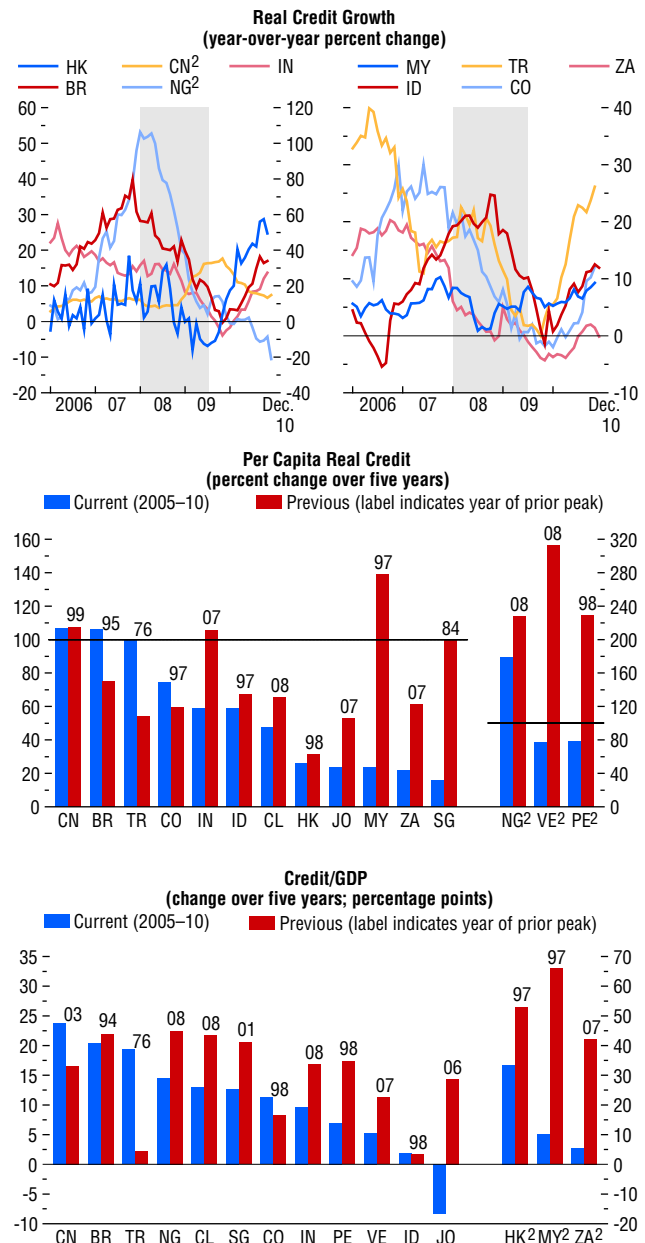 Real Credit Growth
(year-over-year percent change)
HK CN2 IN
BR NG2
MY TR ZA
ID CO
60 120 40
50 100
40 80 30
30 60
20 40 20
10 20 10
0 0
-10 -20 0
-20 -40 -10
2006 07 08 09 Dec. 10
2006 07 08 09 Dec. 10
Per Capita Real Credit
(percent change over five years)
Current (2005–10) Previous (label indicates year of prior peak)
160 320
140 280
120 240
100 200
80 160
60 120
40 80
20 40
0 0
99 95 76 97 07 97 08 98 07 97 07 84 08 08 98
CN BR TR CO IN ID CL HK JO MY ZA SG NG2 VE2 PE2
Credit/GDP
(change over five years; percentage points)
Current (2005–10) Previous (label indicates year of prior peak)
35 70
30 60
25 50
20 40
15 30
10 20
5 10
0 0
-5 -10
-10 -20
03 94 76 08 08 01 98 08 98 07 98 06 97 97 07
CN BR TR NG CL SG CO IN PE VE ID JO HK2 MY2 ZA2